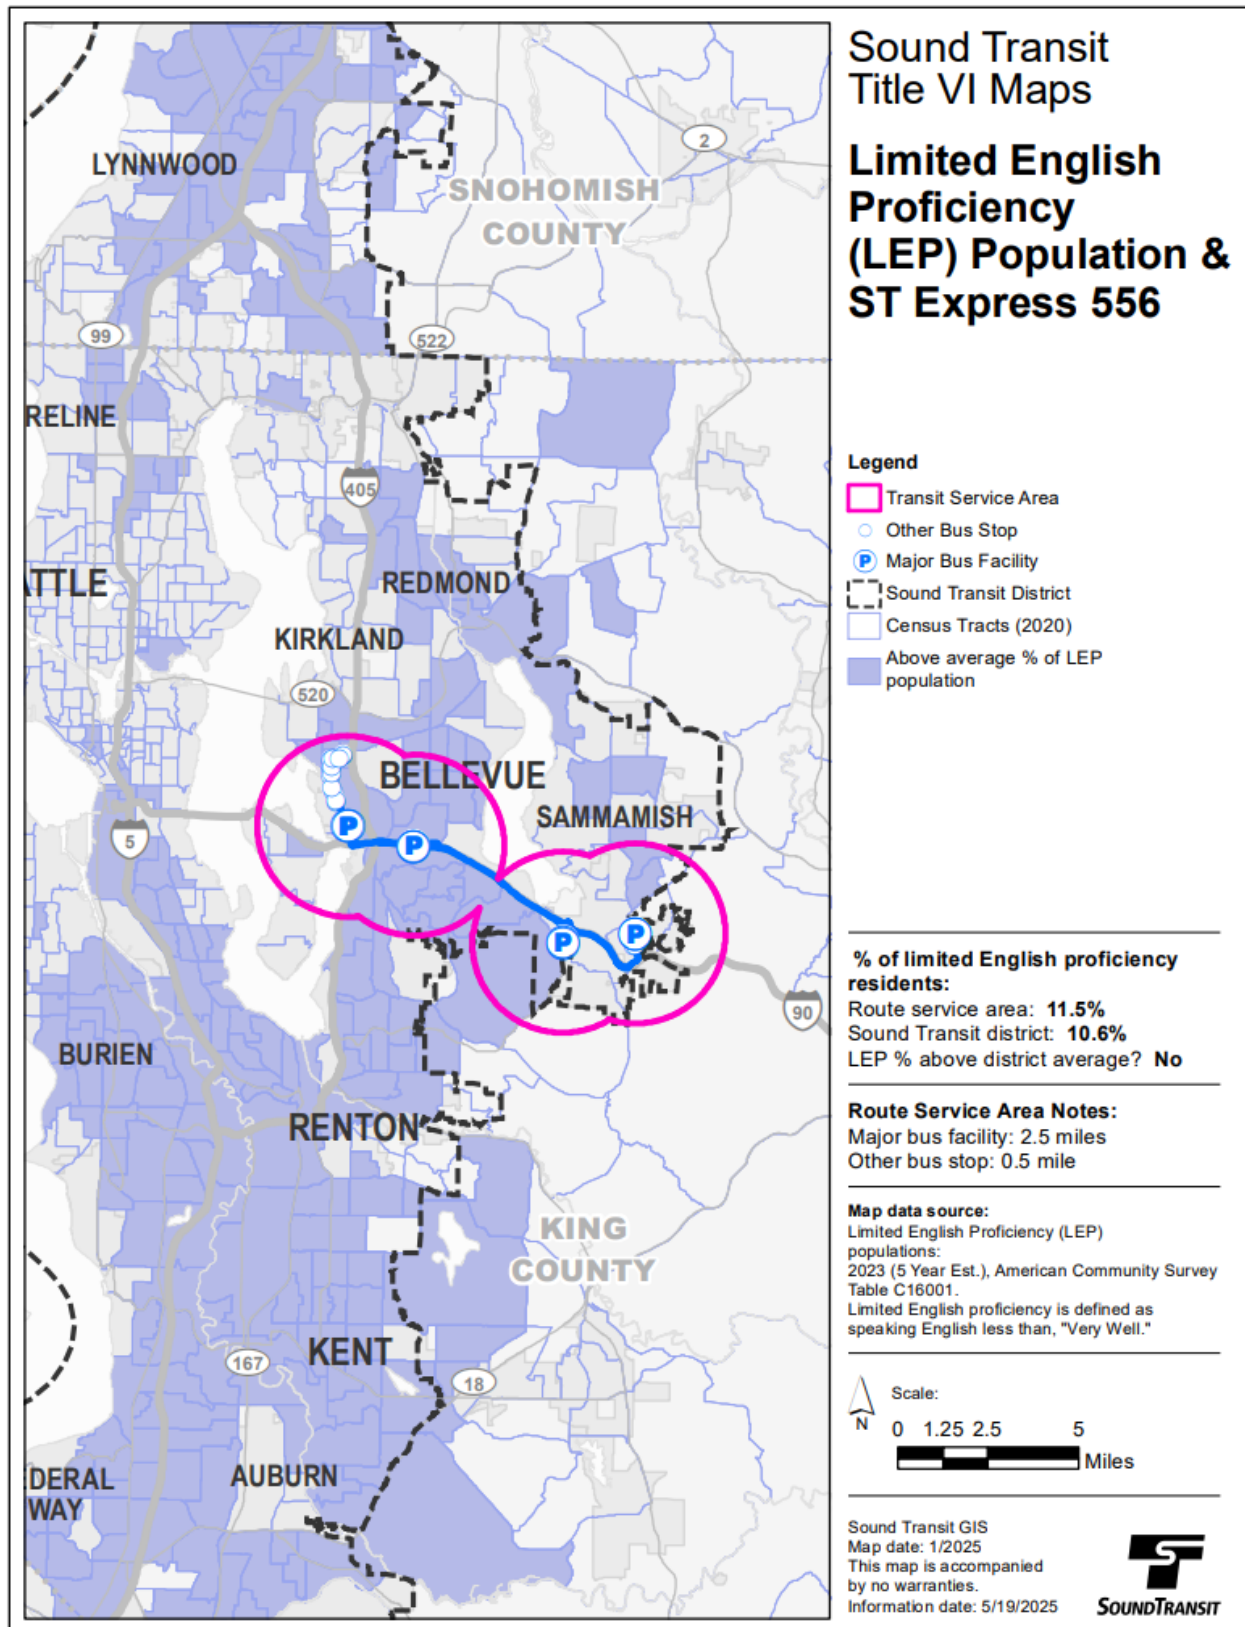 Sound Transit
Title VI Maps
Limited English
Proficiency
(LEP) Population &
ST Express 556
Legend
Transit Service Area
Other Bus Stop
P Major Bus Facility
Sound Transit District
Census Tracts (2020)
Above average % of LEP
population
% of limited English proficiency
residents:
Route service area: 11.5%
Sound Transit district: 10.6%
LEP % above district average? No
Route Service Area Notes:
Major bus facility: 2.5 miles
Other bus stop: 0.5 mile
Map data source:
Limited English Proficiency (LEP)
populations:
2023 (5 Year Est.), American Community Survey
Table C16001.
Limited English proficiency is defined as
speaking English less than, "Very Well."
N
Scale:
0 1.25 2.5 5
Miles
Sound Transit GIS
Map date: 1/2025
This map is accompanied
by no warranties.
Information date: 5/19/2025
SOUNDTRANSIT
LYNNWOOD
2
SNOHOMISH
COUNTY
99
522
RELINE
405
ATTLE
REDMOND
KIRKLAND
520
BELLEVUE
SAMMAMISH
5
P
P
P
P
90
BURIEN
RENTON
KING
COUNTY
KENT
167
18
DERAL
WAY
AUBURN